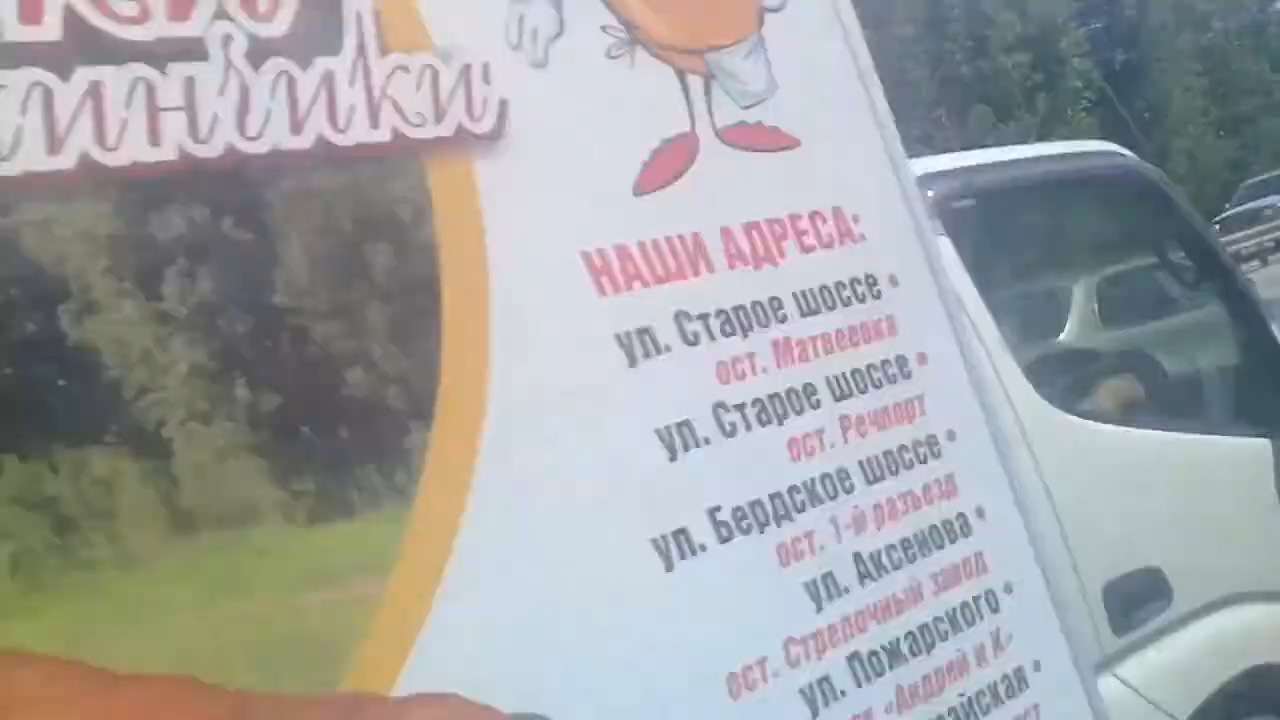 НАШИ АДРЕСА:
ул. Старое шоссе •
ост. Матвеевка
ул. Старое шоссе •
ост. Речпорт
ул. Бердское шоссе •
ост. 1-й разъезд
ул. Аксенова •
ост. Стрелочный завод
ул. Пожарского •
«Андрей и К.